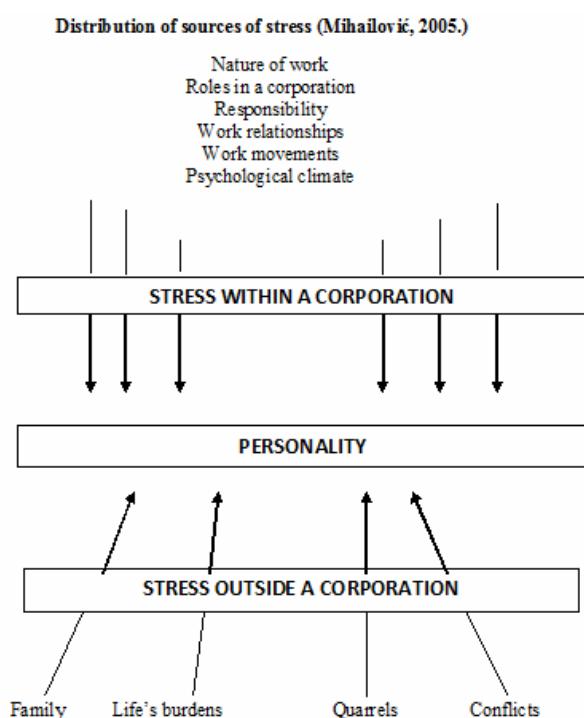 Distribution of sources of stress (Mihailović, 2005.)
Nature of work
Roles in a corporation
Responsibility
Work relationships
Work movements
Psychological climate
STRESS WITHIN A CORPORATION
PERSONALITY
STRESS OUTSIDE A CORPORATION
Family Life's burdens Quarrels Conflicts